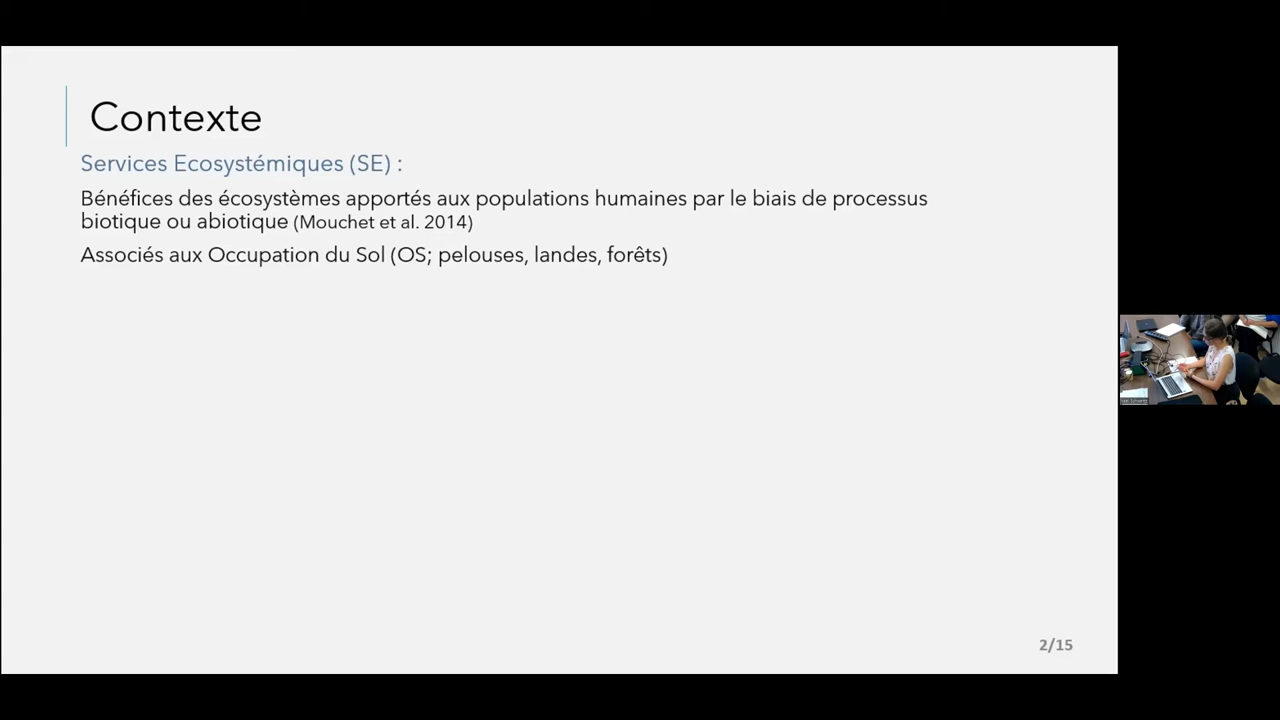 Contexte
Services Ecosystémiques (SE) :
Bénéfices des écosystèmes apportés aux populations humaines par le biais de processus
biotique ou abiotique (Mouchet et al. 2014)
Associés aux Occupation du Sol (OS; pelouses, landes, forêts)
2/15